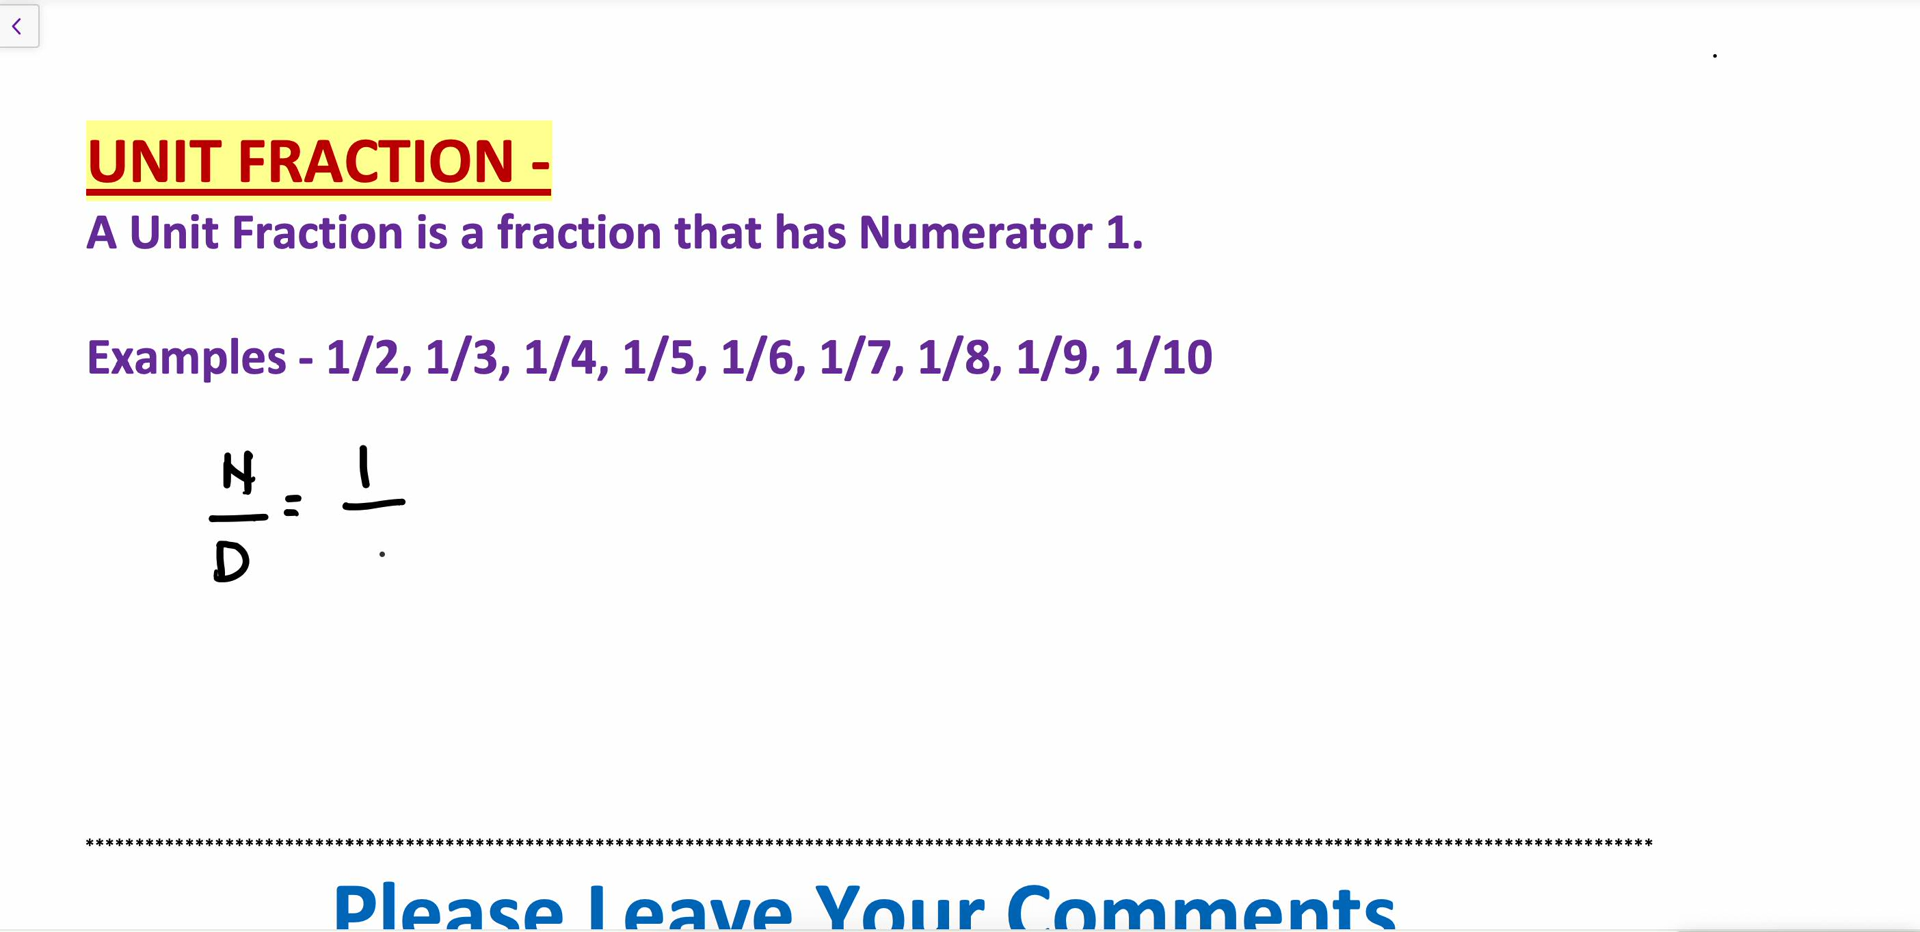 UNIT FRACTION -
A Unit Fraction is a fraction that has Numerator 1.
Examples - 1/2, 1/3, 1/4, 1/5, 1/6, 1/7, 1/8, 1/9, 1/10
N/D = 1/
****************************************************************************************************************************************************************
Please Leave Your Comments